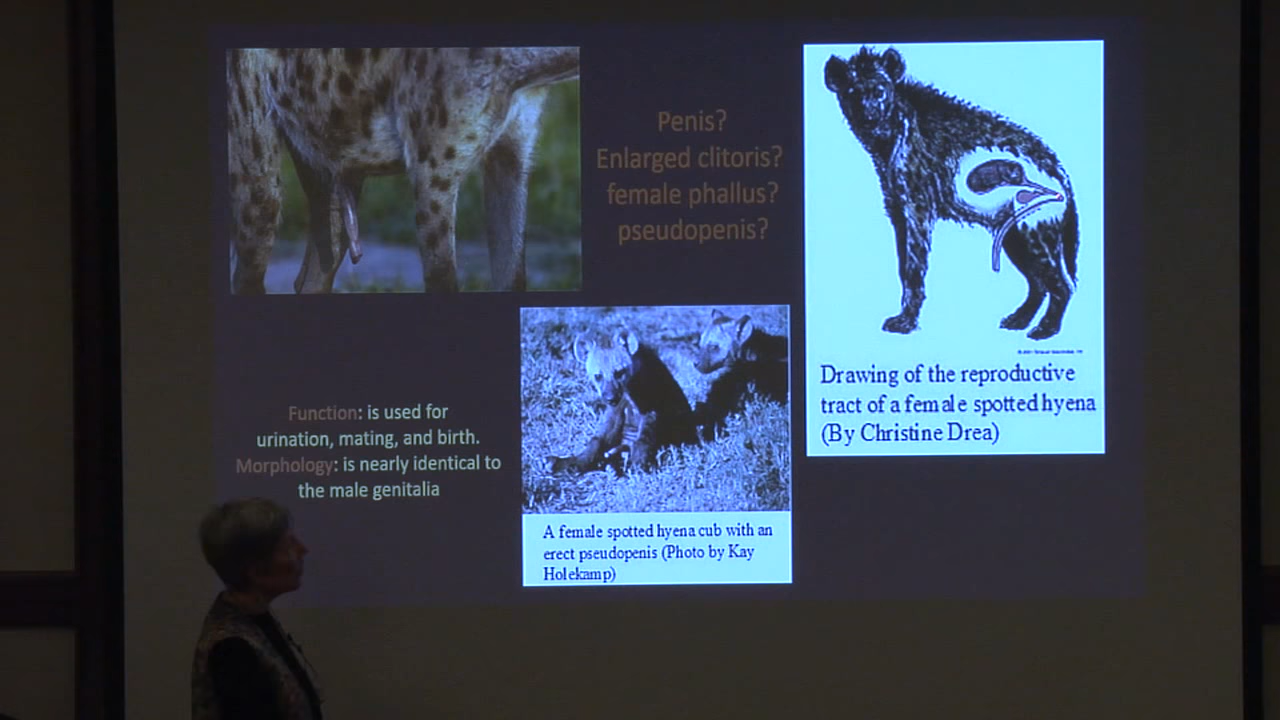 Penis?
Enlarged clitoris?
female phallus?
pseudopenis?
Drawing of the reproductive
tract of a female spotted hyena
(By Christine Drea)
Function: is used for
urination, mating, and birth.
Morphology: is nearly identical to
the male genitalia
A female spotted hyena cub with an
erect pseudopenis (Photo by Kay
Holekamp)